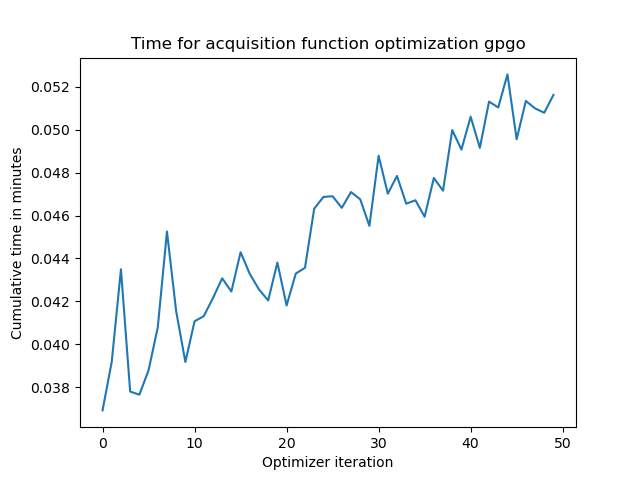 Time for acquisition function optimization gpgo
Cumulative time in minutes
0.052
0.050
0.048
0.046
0.044
0.042
0.040
0.038
0 10 20 30 40 50
Optimizer iteration